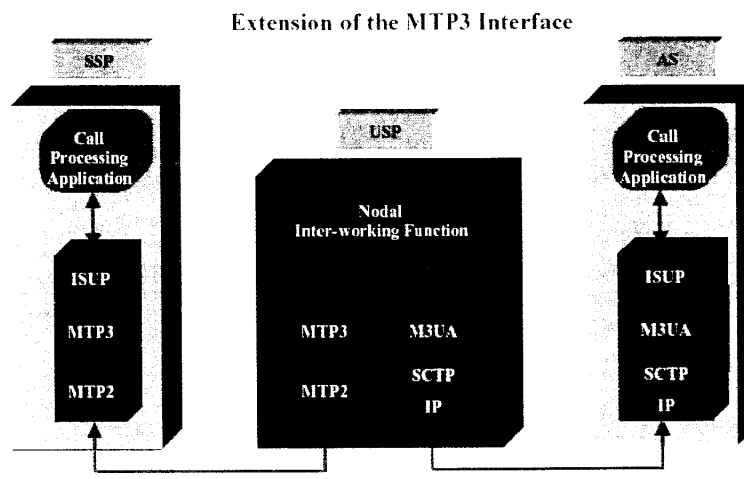 Extension of the MTP3 Interface
SSP
Call
Processing
Application
ISUP
MTP3
MTP2
USP
Nodal
Inter-working Function
MTP3
MTP2
M3UA
SCTP
IP
AS
Call
Processing
Application
ISUP
M3UA
SCTP
IP